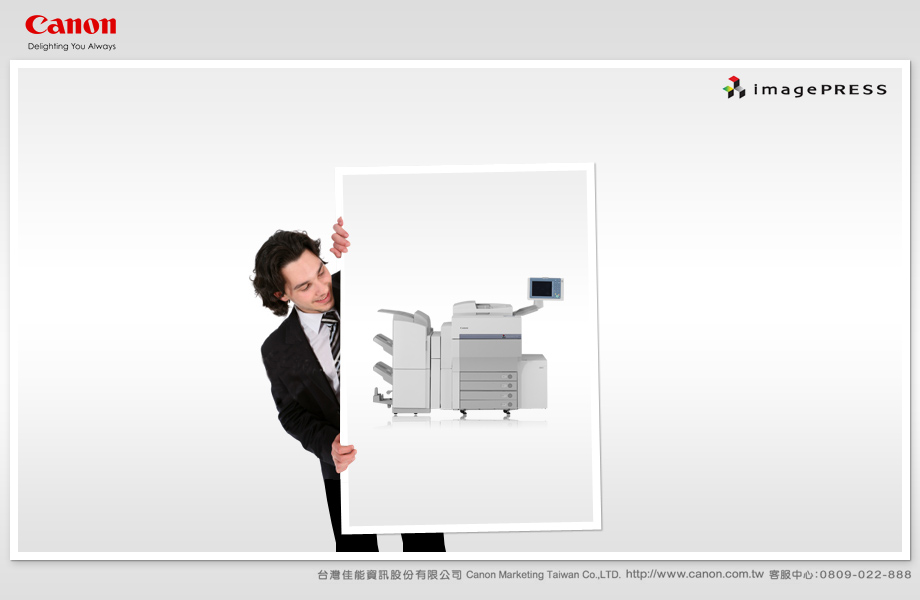 Canon
Delighting You Always
imagePRESS
台灣佳能資訊股份有限公司 Canon Marketing Taiwan Co.,LTD. http://www.canon.com.tw 客服中心:0809-022-888